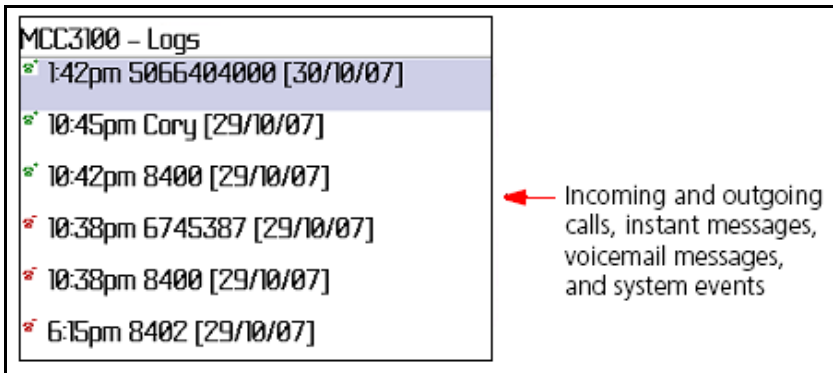 MCC3100 – Logs
1:42pm 5066404000 [30/10/07]
10:45pm Cory [29/10/07]
10:42pm 8400 [29/10/07]
10:38pm 6745387 [29/10/07]
10:38pm 8400 [29/10/07]
6:15pm 8402 [29/10/07]
Incoming and outgoing
calls, instant messages,
voicemail messages,
and system events